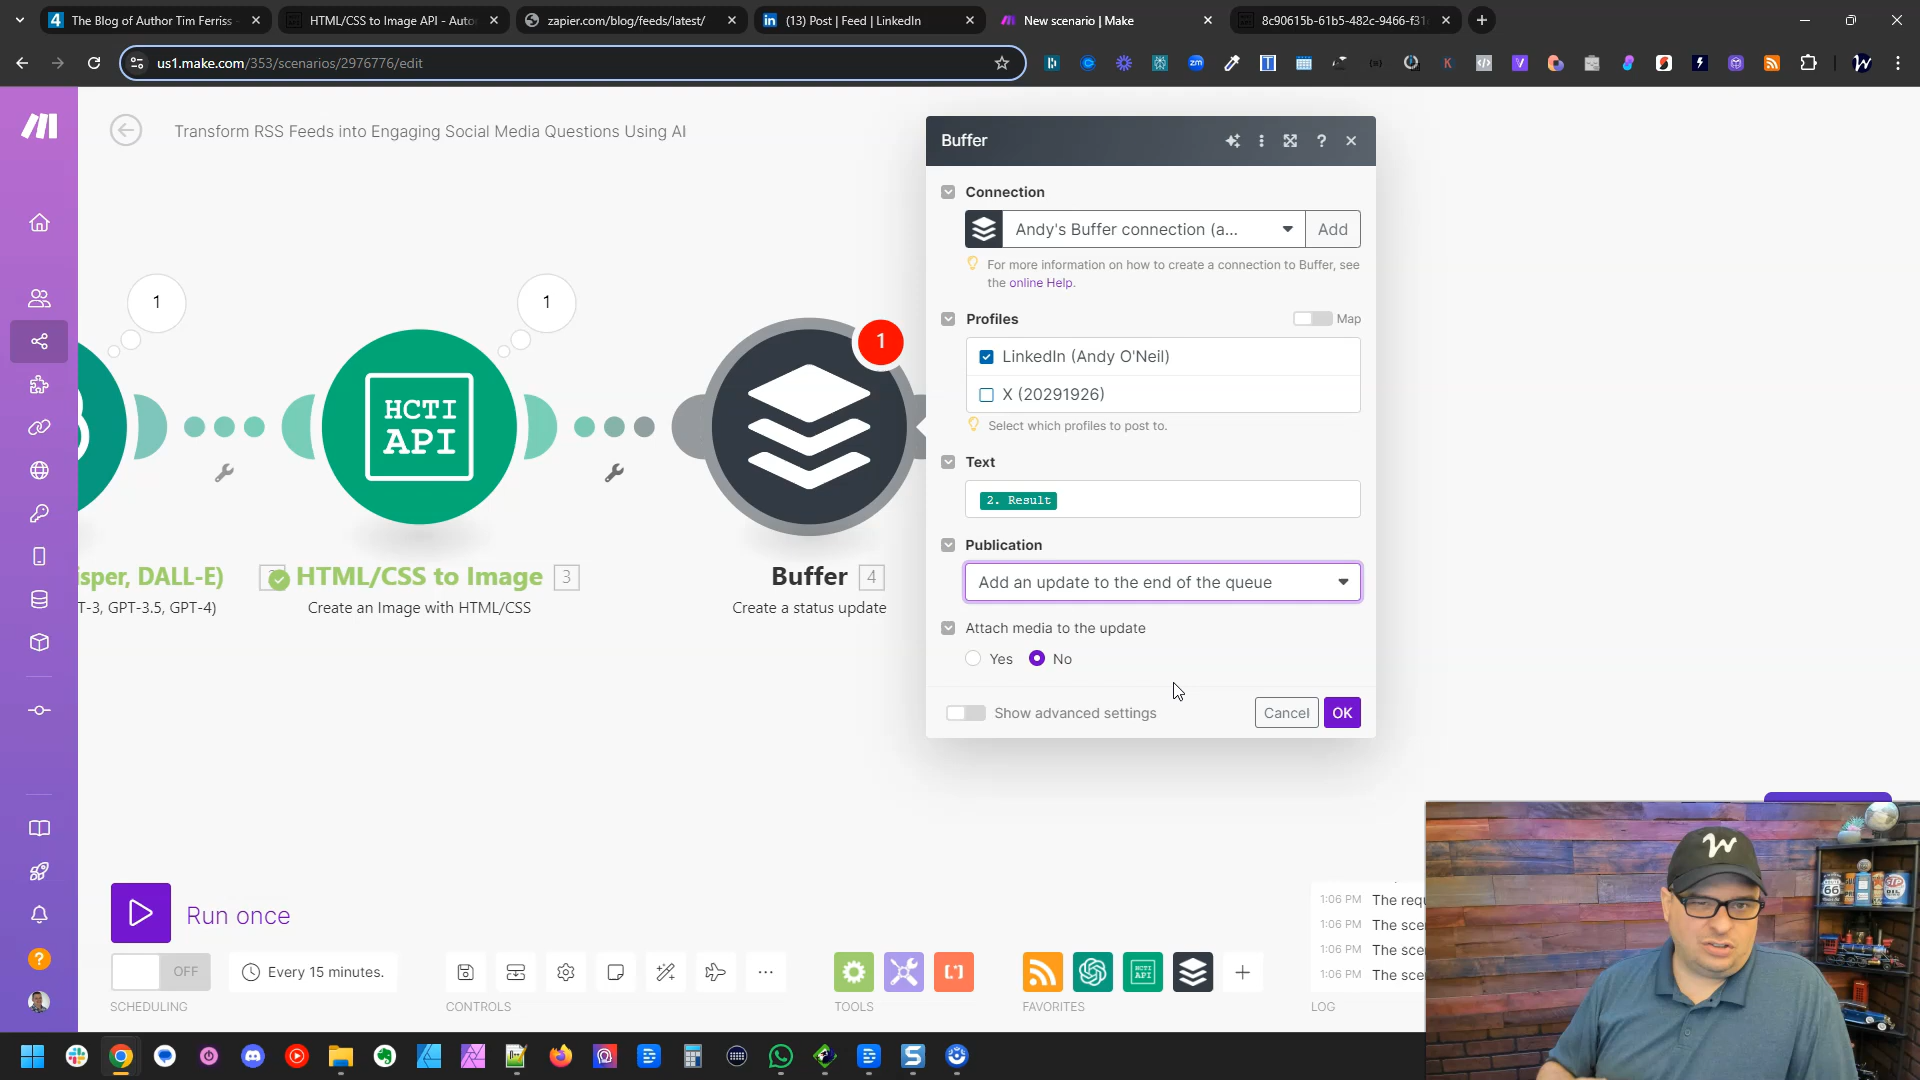 The Blog of Author Tim Ferriss
HTML/CSS to Image API - Auto
zapier.com/blog/feeds/latest/
(13) Post | Feed | LinkedIn
New scenario | Make
8c90615b-61b5-482c-9466-f31
us1.make.com/353/scenarios/2976776/edit
Transform RSS Feeds into Engaging Social Media Questions Using AI
Buffer
Connection
Andy's Buffer connection (a...
Add
For more information on how to create a connection to Buffer, see
the online Help.
Profiles
Map
LinkedIn (Andy O'Neil)
X (20291926)
Select which profiles to post to.
Text
2. Result
Publication
Add an update to the end of the queue
Attach media to the update
Yes
No
Show advanced settings
Cancel
OK
1
1
1
HCTI
API
isper, DALL-E)
T-3, GPT-3.5, GPT-4)
HTML/CSS to Image
3
Create an Image with HTML/CSS
Buffer
4
Create a status update
Run once
OFF
Every 15 minutes.
SCHEDULING
CONTROLS
TOOLS
FAVORITES
LOG
1:06 PM The requ
1:06 PM The sce
1:06 PM The sce
1:06 PM The sce